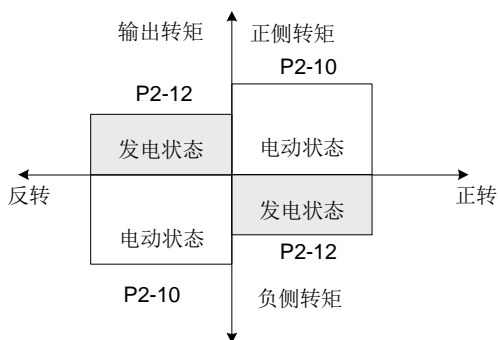 输出转矩
正侧转矩
P2-10
P2-12
发电状态
电动状态
反转
正转
电动状态
发电状态
P2-12
P2-10
负侧转矩